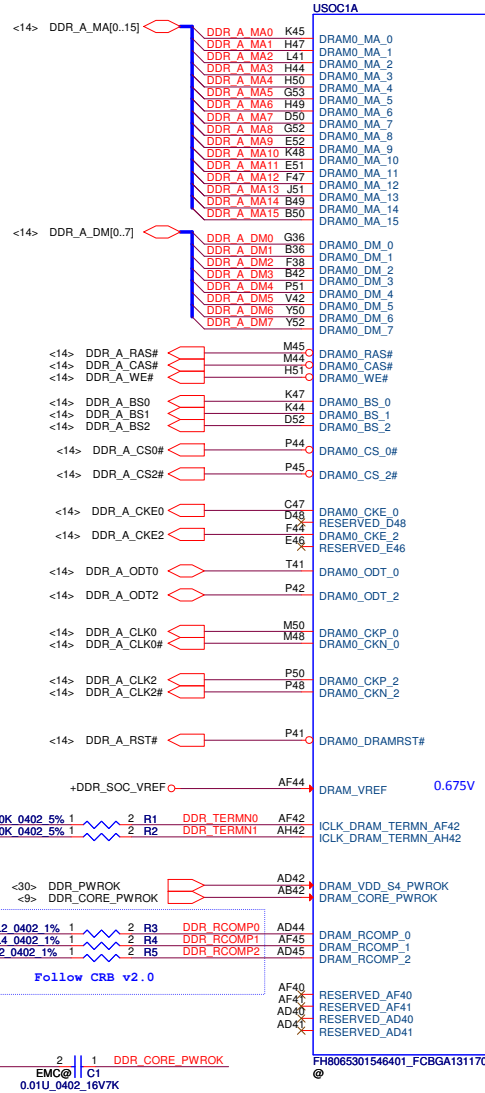 USOC1A
<14> DDR_A_MA[0..15]
DDR_A_MA0 K45 DRAM0_MA_0
DDR_A_MA1 H47 DRAM0_MA_1
DDR_A_MA2 L41 DRAM0_MA_2
DDR_A_MA3 H44 DRAM0_MA_3
DDR_A_MA4 H50 DRAM0_MA_4
DDR_A_MA5 G53 DRAM0_MA_5
DDR_A_MA6 H49 DRAM0_MA_6
DDR_A_MA7 D50 DRAM0_MA_7
DDR_A_MA8 G52 DRAM0_MA_8
DDR_A_MA9 E52 DRAM0_MA_9
DDR_A_MA10 K48 DRAM0_MA_10
DDR_A_MA11 E51 DRAM0_MA_11
DDR_A_MA12 F47 DRAM0_MA_12
DDR_A_MA13 J51 DRAM0_MA_13
DDR_A_MA14 B49 DRAM0_MA_14
DDR_A_MA15 B50 DRAM0_MA_15
<14> DDR_A_DM[0..7]
DDR_A_DM0 G36 DRAM0_DM_0
DDR_A_DM1 B36 DRAM0_DM_1
DDR_A_DM2 F38 DRAM0_DM_2
DDR_A_DM3 B42 DRAM0_DM_3
DDR_A_DM4 P51 DRAM0_DM_4
DDR_A_DM5 V42 DRAM0_DM_5
DDR_A_DM6 Y50 DRAM0_DM_6
DDR_A_DM7 Y52 DRAM0_DM_7
<14> DDR_A_RAS# M45 DRAM0_RAS#
<14> DDR_A_CAS# M44 DRAM0_CAS#
<14> DDR_A_WE# H51 DRAM0_WE#
<14> DDR_A_BS0 K47 DRAM0_BS_0
<14> DDR_A_BS1 K44 DRAM0_BS_1
<14> DDR_A_BS2 D52 DRAM0_BS_2
<14> DDR_A_CS0# P44 DRAM0_CS_0#
<14> DDR_A_CS2# P45 DRAM0_CS_2#
<14> DDR_A_CKE0 C47 DRAM0_CKE_0
D48 RESERVED_D48
<14> DDR_A_CKE2 F44 DRAM0_CKE_2
E46 RESERVED_E46
<14> DDR_A_ODT0 T41 DRAM0_ODT_0
<14> DDR_A_ODT2 P42 DRAM0_ODT_2
<14> DDR_A_CLK0 M50 DRAM0_CKP_0
<14> DDR_A_CLK0# M48 DRAM0_CKN_0
<14> DDR_A_CLK2 P50 DRAM0_CKP_2
<14> DDR_A_CLK2# P48 DRAM0_CKN_2
<14> DDR_A_RST# P41 DRAM0_DRAMRST#
+DDR_SOC_VREF AF44 DRAM_VREF 0.675V
0K_0402_5% 1 2 R1 DDR_TERMN0 AF42 ICLK_DRAM_TERMN_AF42
0K_0402_5% 1 2 R2 DDR_TERMN1 AH42 ICLK_DRAM_TERMN_AH42
<30> DDR_PWROK AD42 DRAM_VDD_S4_PWROK
<9> DDR_CORE_PWROK AB42 DRAM_CORE_PWROK
2_0402_1% 1 2 R3 DDR_RCOMP0 AD44 DRAM_RCOMP_0
4_0402_1% 1 2 R4 DDR_RCOMP1 AF45 DRAM_RCOMP_1
_0402_1% 1 2 R5 DDR_RCOMP2 AD45 DRAM_RCOMP_2
Follow CRB v2.0
AF40 RESERVED_AF40
AF41 RESERVED_AF41
AD40 RESERVED_AD40
AD41 RESERVED_AD41
2 1 DDR_CORE_PWROK
EMC@ C1
0.01U_0402_16V7K
FH8065301546401_FCBGA131170
@